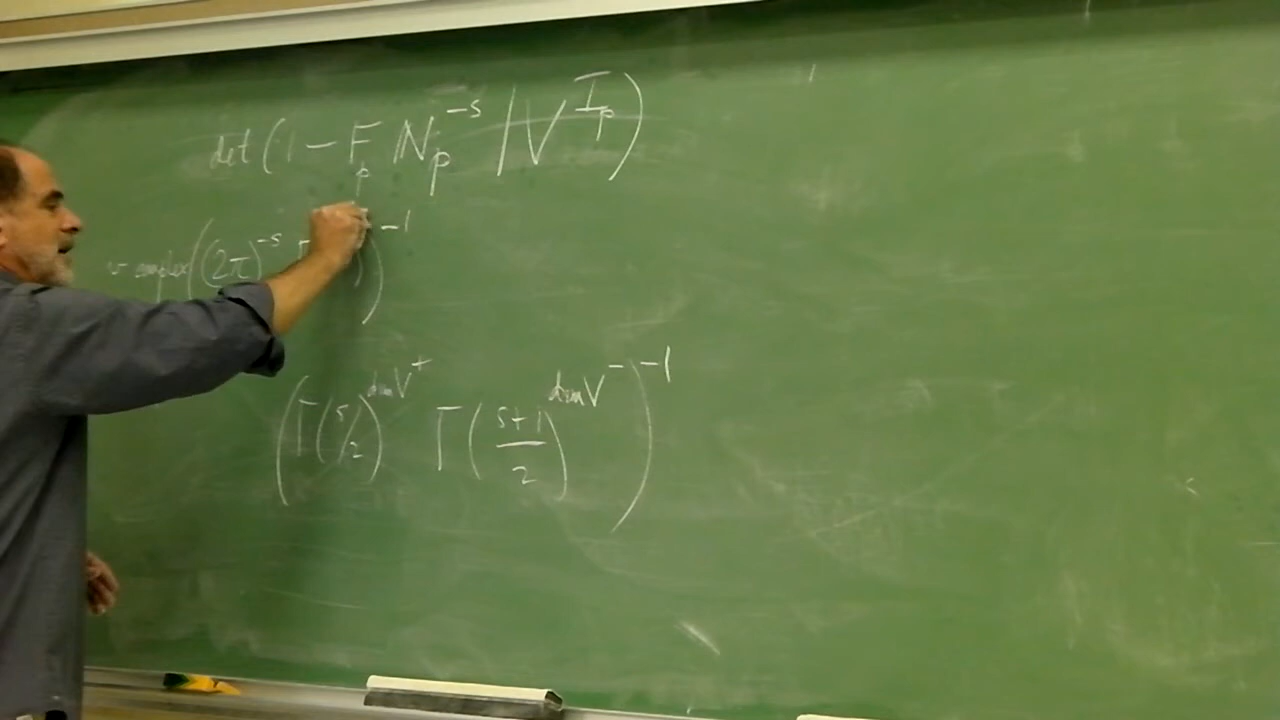 det(1 − F_p ℕ_p^{-s} | V^{I_p})
v complex ((2π)^{-s} Γ )^{-1}
(Γ(s/2)^{dim V^+} Γ((s+1)/2)^{dim V^-})^{-1}